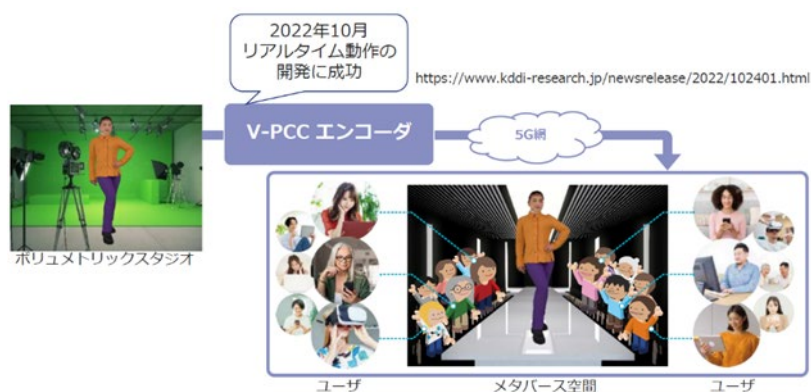 2022年10月
リアルタイム動作の
開発に成功
https://www.kddi-research.jp/newsrelease/2022/102401.html
V-PCC エンコーダ
5G網
ボリュメトリックスタジオ
ユーザ
メタバース空間
ユーザ